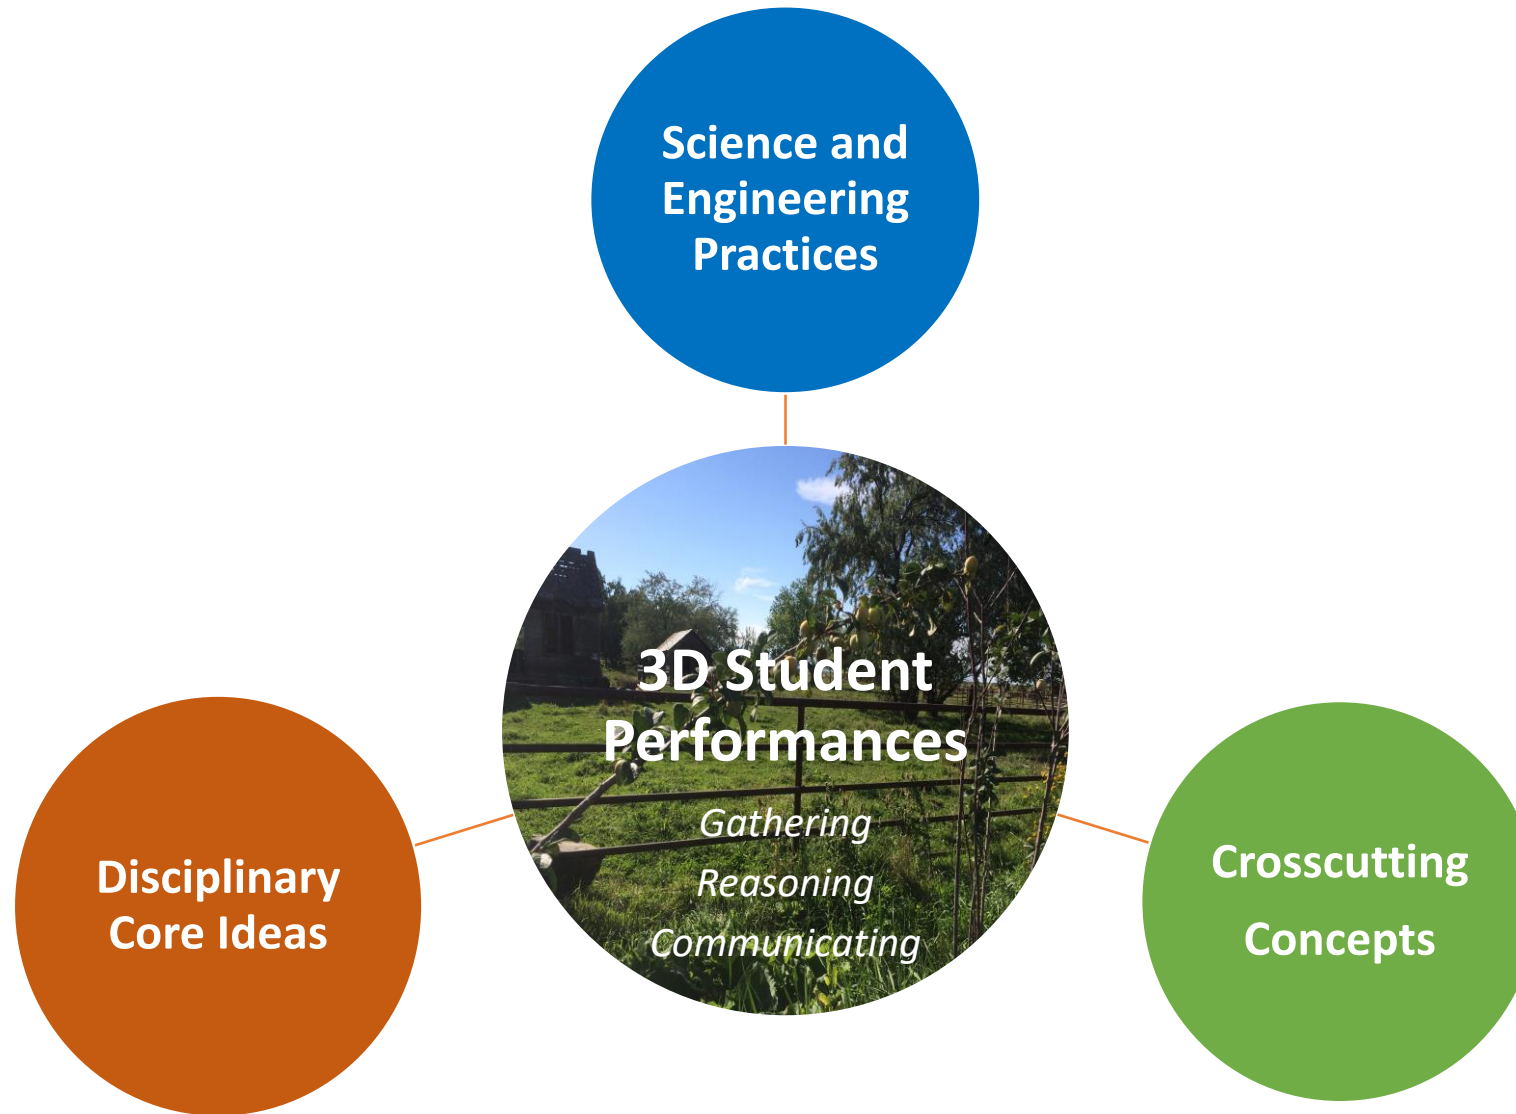 Science and
Engineering
Practices
3D Student
Performances
Gathering
Reasoning
Communicating
Disciplinary
Core Ideas
Crosscutting
Concepts